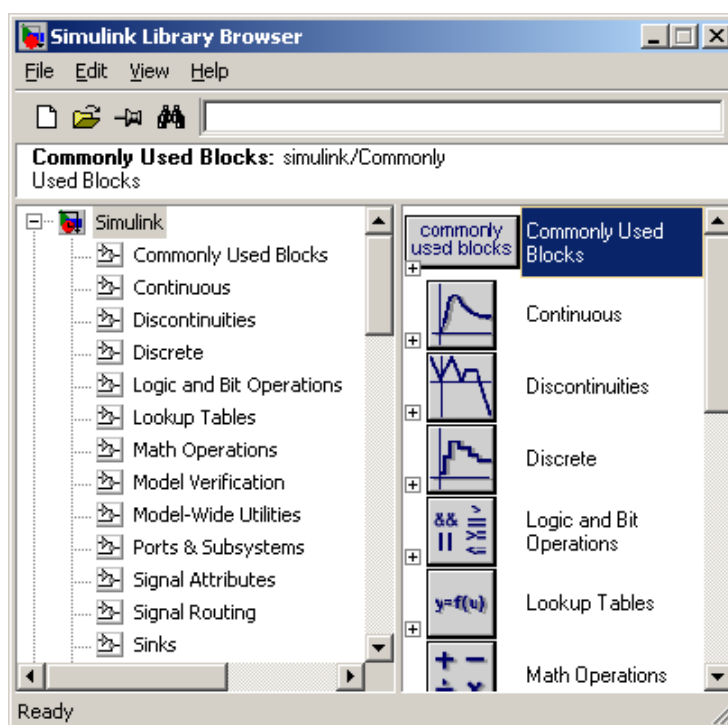 Simulink Library Browser
File Edit View Help
Commonly Used Blocks: simulink/Commonly
Used Blocks
Simulink
Commonly Used Blocks
Continuous
Discontinuities
Discrete
Logic and Bit Operations
Lookup Tables
Math Operations
Model Verification
Model-Wide Utilities
Ports & Subsystems
Signal Attributes
Signal Routing
Sinks
commonly
used blocks
Commonly Used
Blocks
Continuous
Discontinuities
Discrete
&& >=
|| >=
<=
Logic and Bit
Operations
y=f(u)
Lookup Tables
+ −
÷ ×
Math Operations
Ready